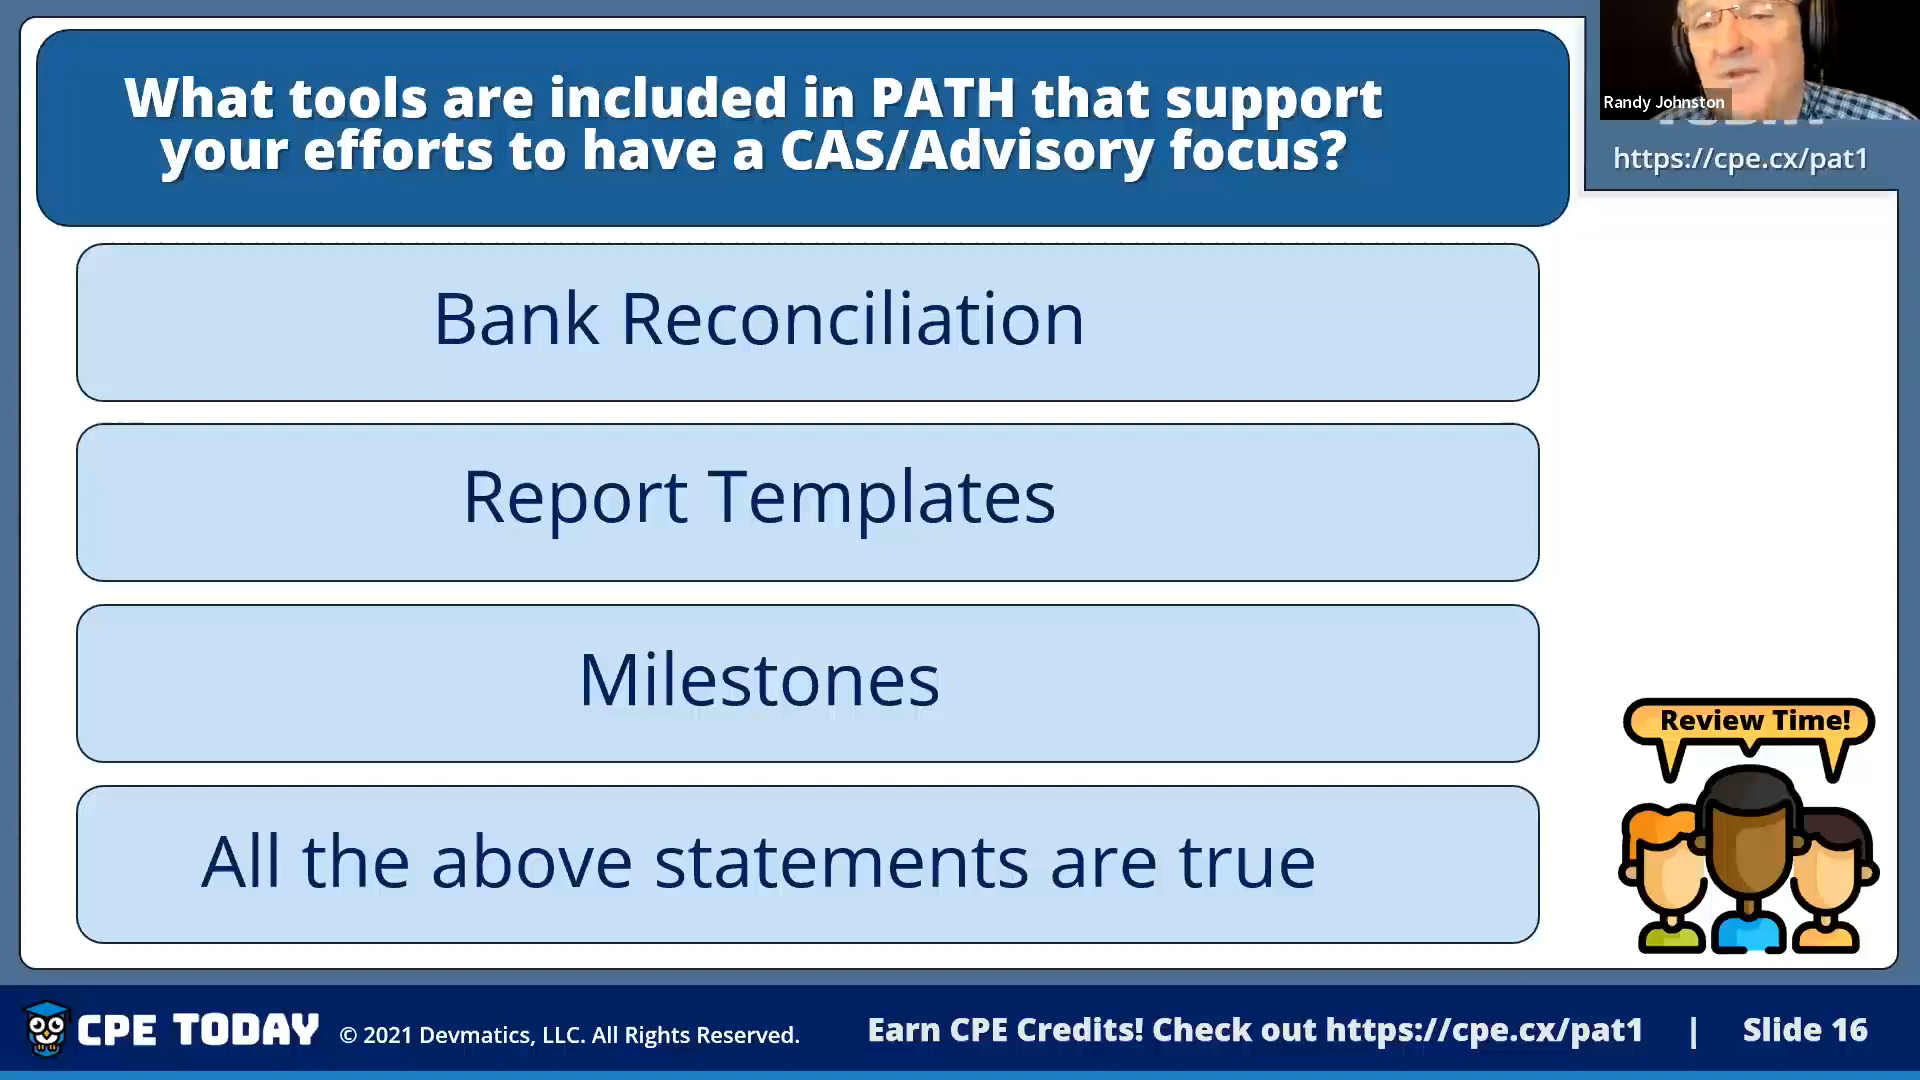 What tools are included in PATH that support
your efforts to have a CAS/Advisory focus?
Randy Johnston
https://cpe.cx/pat1
Bank Reconciliation
Report Templates
Milestones
All the above statements are true
Review Time!
CPE TODAY
© 2021 Devmatics, LLC. All Rights Reserved.
Earn CPE Credits! Check out https://cpe.cx/pat1 | Slide 16